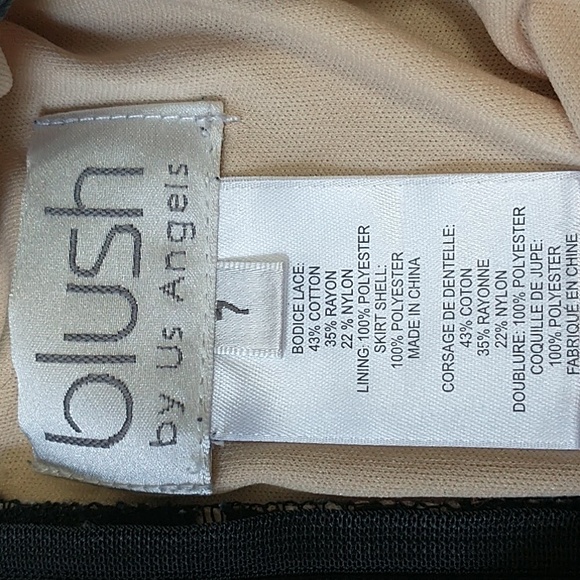 blush
by Us Angels
7
BODICE LACE:
43% COTTON
35% RAYON
22 % NYLON
LINING: 100% POLYESTER
SKIRT SHELL:
100% POLYESTER
MADE IN CHINA
CORSAGE DE DENTELLE:
43% COTON
35% RAYONNE
22% NYLON
DOUBLURE: 100% POLYESTER
COQUILLE DE JUPE:
100% POLYESTER
FABRIQUÉ EN CHINE